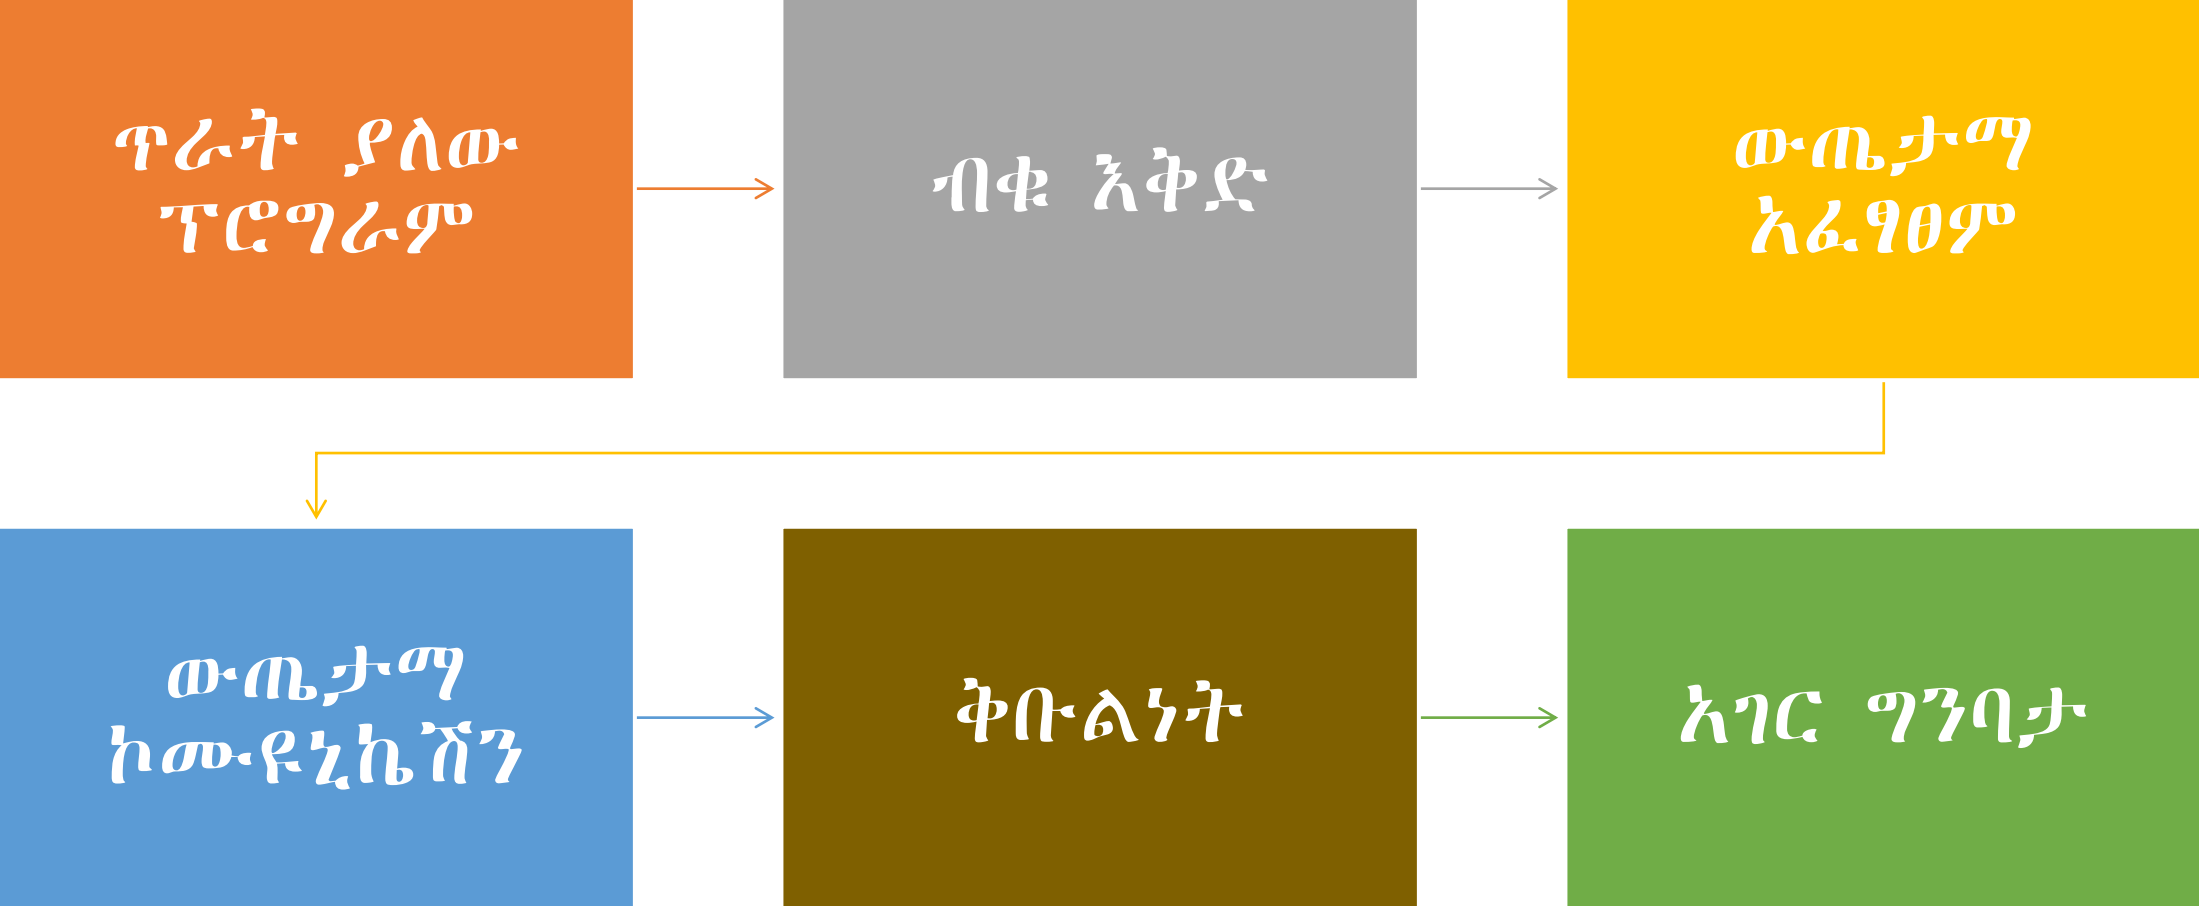 ጥራት ያለው
ፕሮግራም
ብቁ እቅድ
ውጤታማ
አፈፃፀም
ውጤታማ
ኮሙዩኒኬሽን
ቅቡልነት
አገር ግንባታ